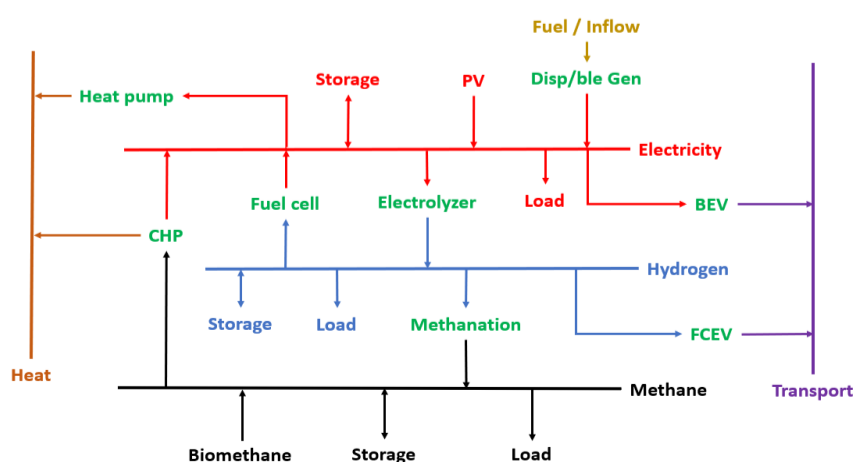 Fuel / Inflow
Storage
PV
Disp/ble Gen
Heat pump
Electricity
Fuel cell
Electrolyzer
Load
BEV
CHP
Hydrogen
Storage
Load
Methanation
FCEV
Heat
Methane
Transport
Biomethane
Storage
Load